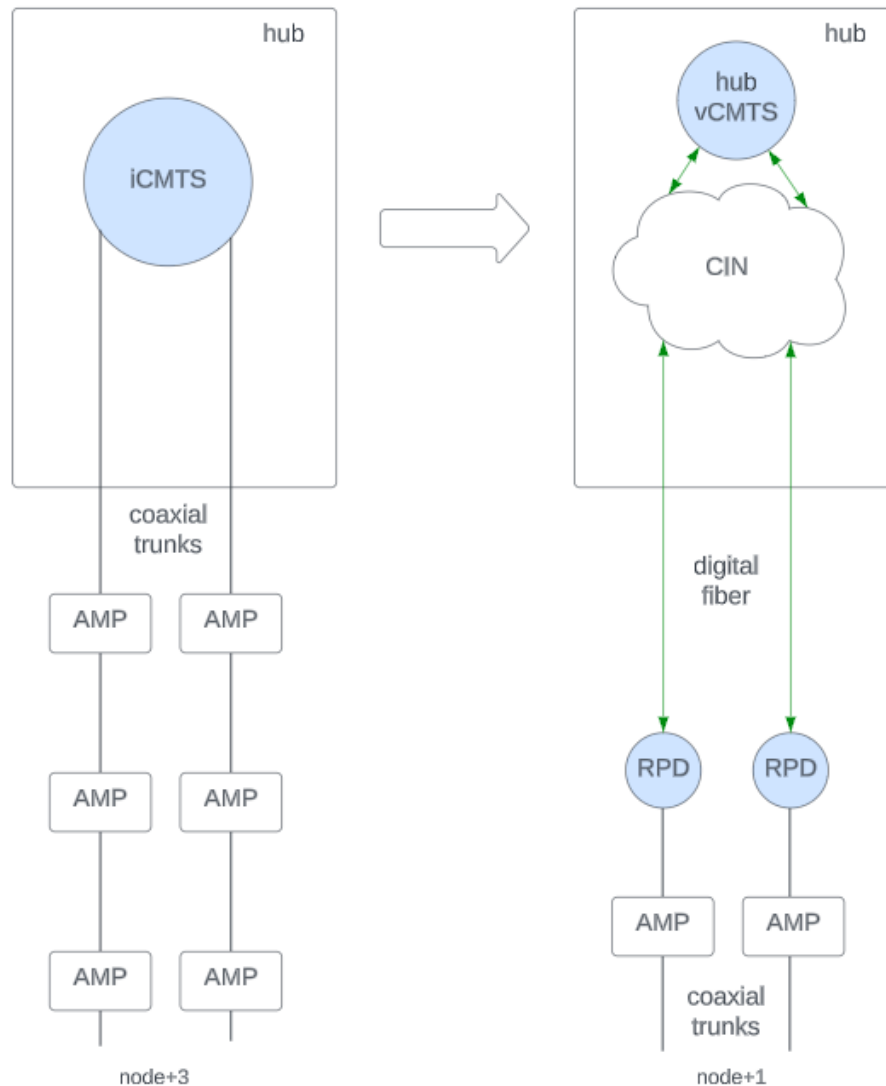 hub
iCMTS
coaxial
trunks
AMP
AMP
AMP
AMP
AMP
AMP
node+3
hub
hub
vCMTS
CIN
digital
fiber
RPD
RPD
AMP
AMP
coaxial
trunks
node+1